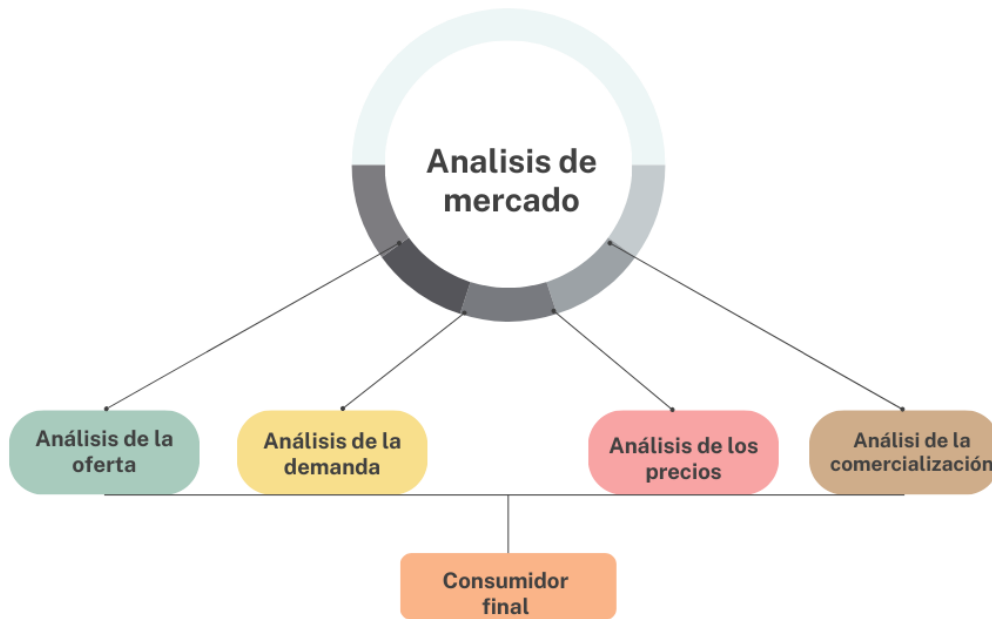 Analisis de
mercado
Análisis de la
oferta
Análisis de la
demanda
Análisis de los
precios
Análisi de la
comercialización
Consumidor
final